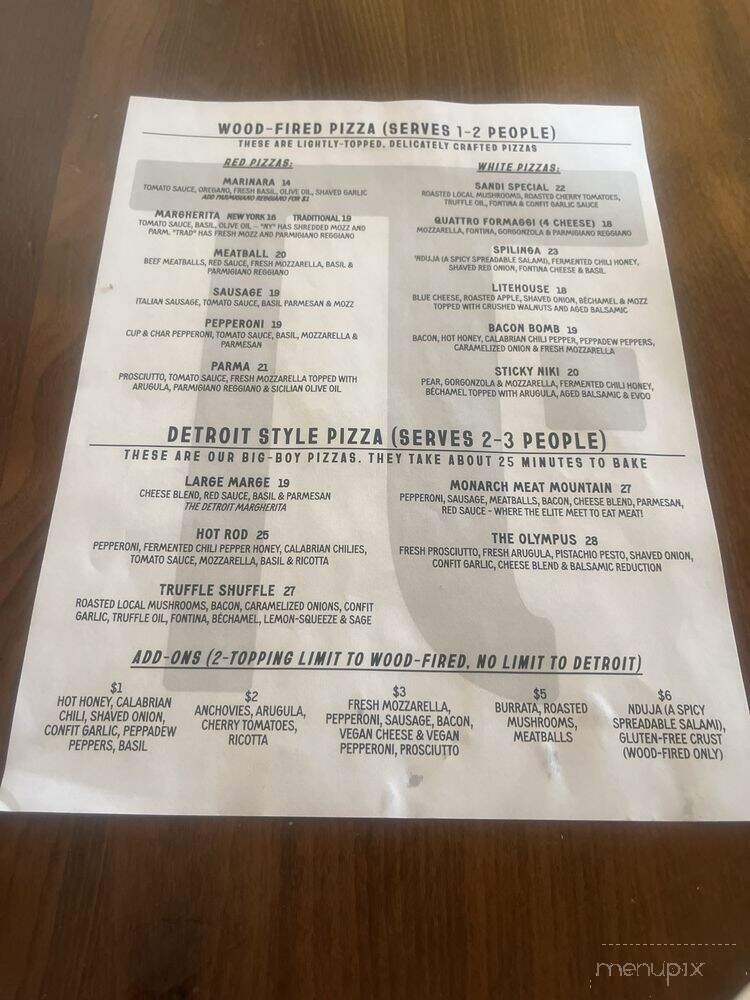 WOOD-FIRED PIZZA (SERVES 1-2 PEOPLE)
THESE ARE LIGHTLY-TOPPED, DELICATELY CRAFTED PIZZAS
RED PIZZAS:
MARINARA 14
TOMATO SAUCE, OREGANO, FRESH BASIL, OLIVE OIL, SHAVED GARLIC
ADD PARMIGIANO REGGIANO FOR $1
MARGHERITA NEW YORK 18 TRADITIONAL 19
TOMATO SAUCE, BASIL, OLIVE OIL - "NY" HAS SHREDDED MOZZ AND
PARM. "TRAD" HAS FRESH MOZZ AND PARMIGIANO REGGIANO
MEATBALL 20
BEEF MEATBALLS, RED SAUCE, FRESH MOZZARELLA, BASIL &
PARMIGIANO REGGIANO
SAUSAGE 19
ITALIAN SAUSAGE, TOMATO SAUCE, BASIL PARMESAN & MOZZ
PEPPERONI 19
CUP & CHAR PEPPERONI, TOMATO SAUCE, BASIL, MOZZARELLA &
PARMESAN
PARMA 21
PROSCIUTTO, TOMATO SAUCE, FRESH MOZZARELLA TOPPED WITH
ARUGULA, PARMIGIANO REGGIANO & SICILIAN OLIVE OIL
WHITE PIZZAS:
SANDI SPECIAL 22
ROASTED LOCAL MUSHROOMS, ROASTED CHERRY TOMATOES,
TRUFFLE OIL, FONTINA & CONFIT GARLIC SAUCE
QUATTRO FORMAGGI (4 CHEESE) 18
MOZZARELLA, FONTINA, GORGONZOLA & PARMIGIANO REGGIANO
SPILINGA 23
'NDUJA (A SPICY SPREADABLE SALAMI), FERMENTED CHILI HONEY,
SHAVED RED ONION, FONTINA CHEESE & BASIL
LITEHOUSE 18
BLUE CHEESE, ROASTED APPLE, SHAVED ONION, BÉCHAMEL & MOZZ
TOPPED WITH CRUSHED WALNUTS AND AGED BALSAMIC
BACON BOMB 19
BACON, HOT HONEY, CALABRIAN CHILI PEPPER, PEPPADEW PEPPERS,
CARAMELIZED ONION & FRESH MOZZARELLA
STICKY NIKI 20
PEAR, GORGONZOLA & MOZZARELLA, FERMENTED CHILI HONEY,
BÉCHAMEL TOPPED WITH ARUGULA, AGED BALSAMIC & EVOO
DETROIT STYLE PIZZA (SERVES 2-3 PEOPLE)
THESE ARE OUR BIG-BOY PIZZAS. THEY TAKE ABOUT 25 MINUTES TO BAKE
LARGE MARGE 19
CHEESE BLEND, RED SAUCE, BASIL & PARMESAN
THE DETROIT MARGHERITA
HOT ROD 25
PEPPERONI, FERMENTED CHILI PEPPER HONEY, CALABRIAN CHILIES,
TOMATO SAUCE, MOZZARELLA, BASIL & RICOTTA
TRUFFLE SHUFFLE 27
ROASTED LOCAL MUSHROOMS, BACON, CARAMELIZED ONIONS, CONFIT
GARLIC, TRUFFLE OIL, FONTINA, BÉCHAMEL, LEMON-SQUEEZE & SAGE
MONARCH MEAT MOUNTAIN 27
PEPPERONI, SAUSAGE, MEATBALLS, BACON, CHEESE BLEND, PARMESAN,
RED SAUCE - WHERE THE ELITE MEET TO EAT MEAT!
THE OLYMPUS 28
FRESH PROSCIUTTO, FRESH ARUGULA, PISTACHIO PESTO, SHAVED ONION,
CONFIT GARLIC, CHEESE BLEND & BALSAMIC REDUCTION
ADD-ONS (2-TOPPING LIMIT TO WOOD-FIRED, NO LIMIT TO DETROIT)
$1
HOT HONEY, CALABRIAN
CHILI, SHAVED ONION,
CONFIT GARLIC, PEPPADEW
PEPPERS, BASIL
$2
ANCHOVIES, ARUGULA,
CHERRY TOMATOES,
RICOTTA
$3
FRESH MOZZARELLA,
PEPPERONI, SAUSAGE, BACON,
VEGAN CHEESE & VEGAN
PEPPERONI, PROSCIUTTO
$5
BURRATA, ROASTED
MUSHROOMS,
MEATBALLS
$6
NDUJA (A SPICY
SPREADABLE SALAMI),
GLUTEN-FREE CRUST
(WOOD-FIRED ONLY)
menupix